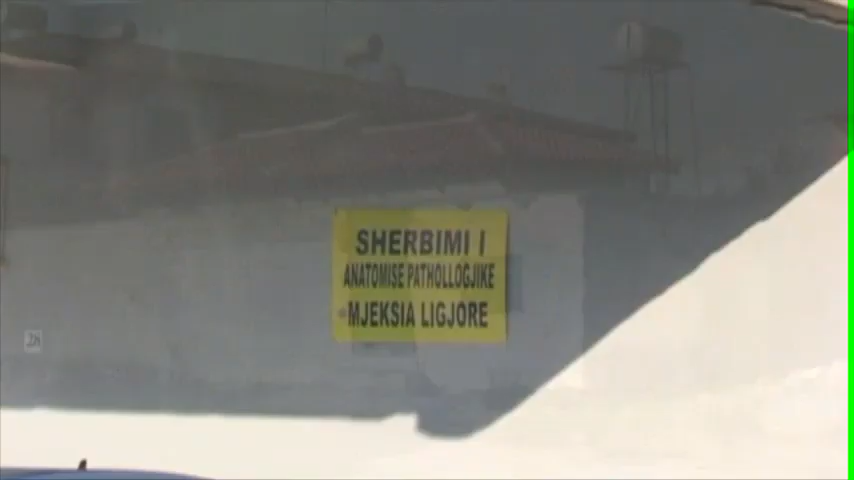 SHERBIMI I
ANATOMISE PATHOLLOGJIKE
MJEKSIA LIGJORE